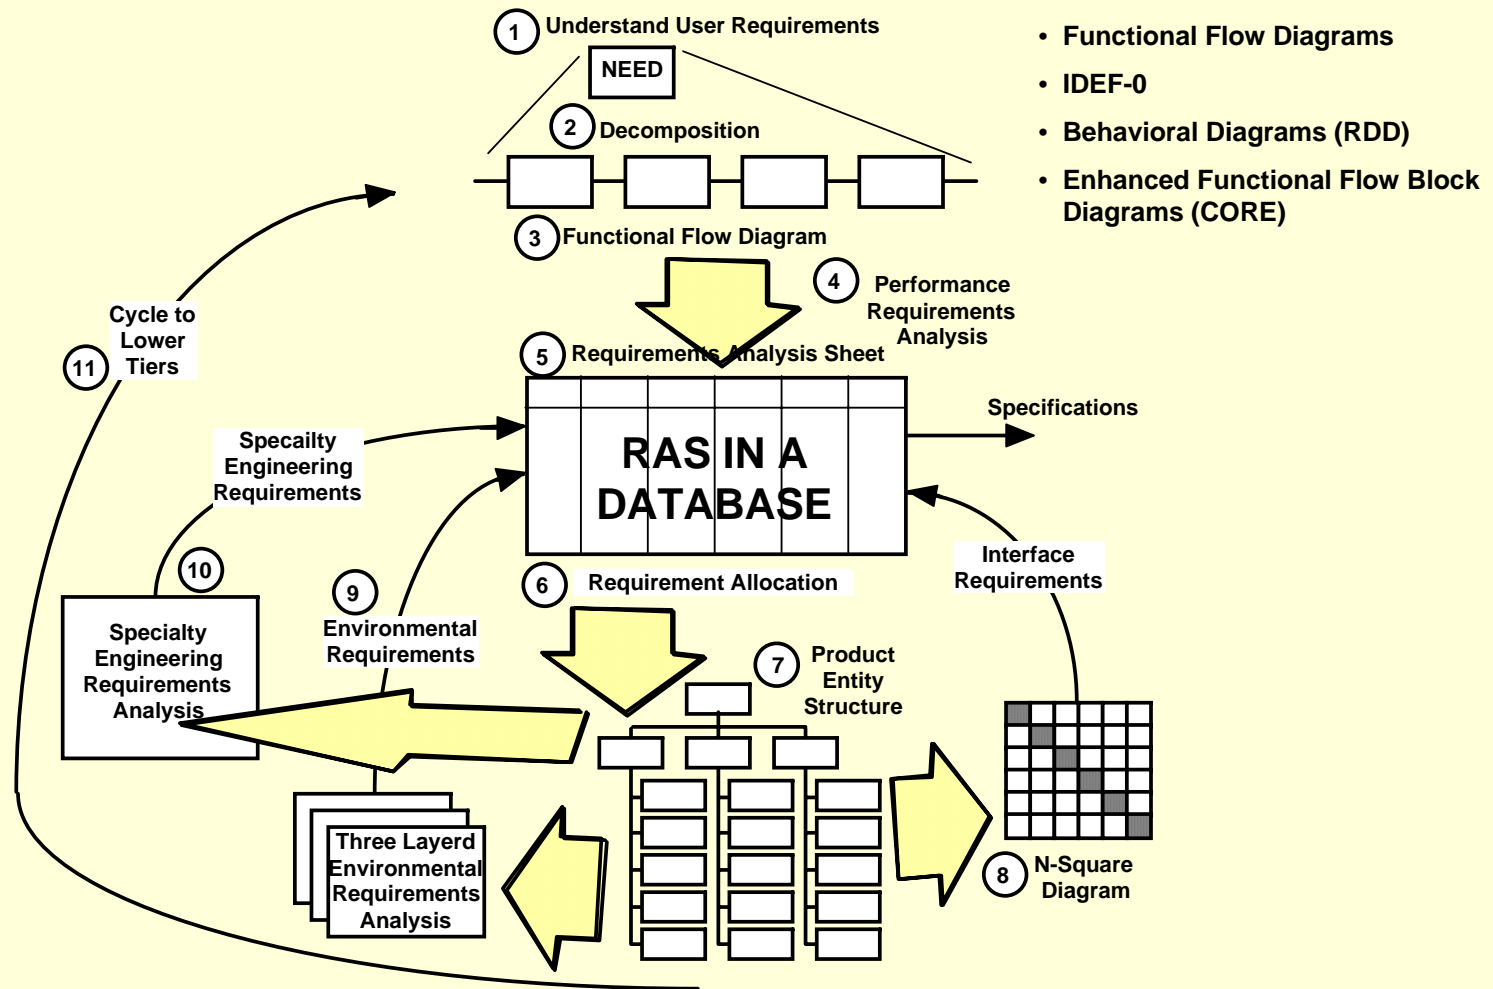 1 Understand User Requirements
NEED
2 Decomposition
3 Functional Flow Diagram
• Functional Flow Diagrams
• IDEF-0
• Behavioral Diagrams (RDD)
• Enhanced Functional Flow Block
Diagrams (CORE)
4 Performance
Requirements
Analysis
5 Requirements Analysis Sheet
RAS IN A
DATABASE
Specifications
Cycle to
Lower
Tiers
11
Specailty
Engineering
Requirements
10
Specialty
Engineering
Requirements
Analysis
9
Environmental
Requirements
6 Requirement Allocation
Interface
Requirements
7 Product
Entity
Structure
Three Layerd
Environmental
Requirements
Analysis
8 N-Square
Diagram